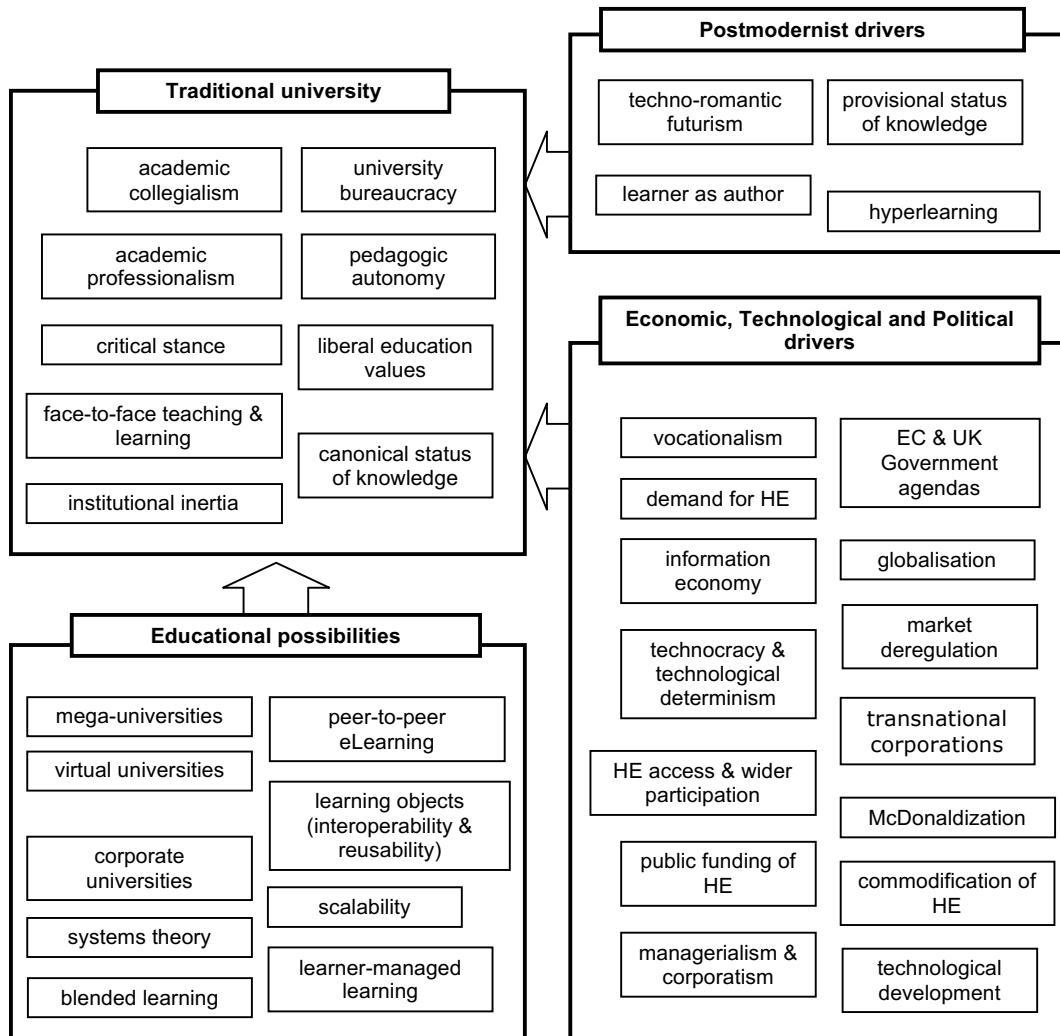 Traditional university
academic
collegialism
university
bureaucracy
academic
professionalism
pedagogic
autonomy
critical stance
liberal education
values
face-to-face teaching &
learning
canonical status
of knowledge
institutional inertia
Postmodernist drivers
techno-romantic
futurism
provisional status
of knowledge
learner as author
hyperlearning
Educational possibilities
mega-universities
peer-to-peer
eLearning
virtual universities
learning objects
(interoperability &
reusability)
corporate
universities
scalability
systems theory
learner-managed
learning
blended learning
Economic, Technological and Political
drivers
vocationalism
EC & UK
Government
agendas
demand for HE
information
economy
globalisation
technocracy &
technological
determinism
market
deregulation
transnational
corporations
HE access & wider
participation
McDonaldization
public funding of
HE
commodification of
HE
managerialism &
corporatism
technological
development